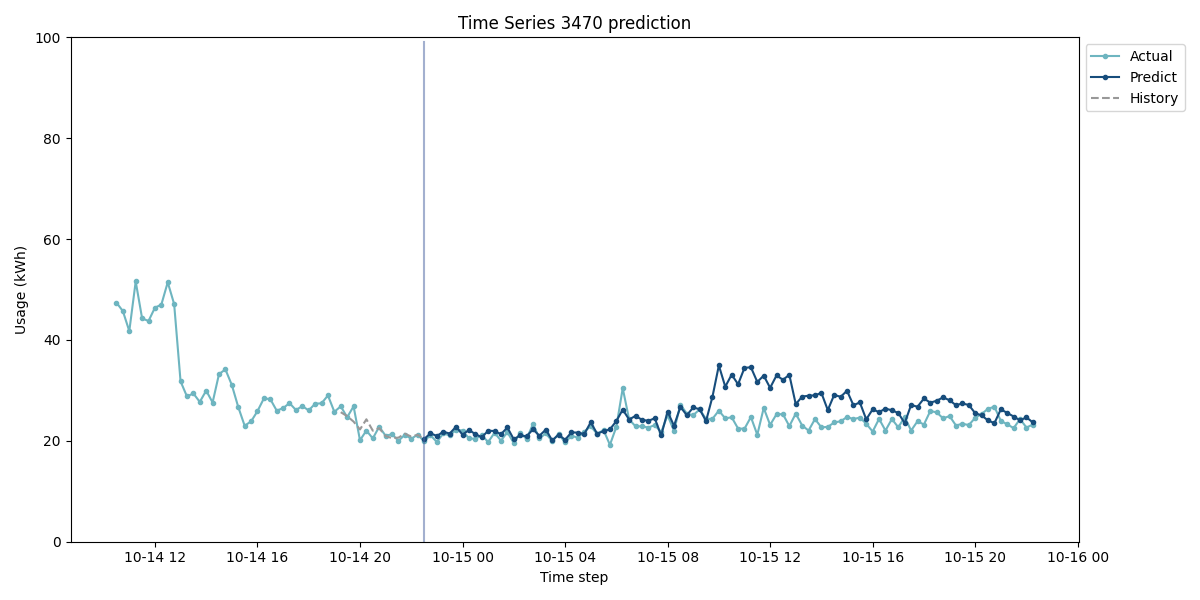 Time Series 3470 prediction
100
80
60
40
20
0
Usage (kWh)
10-14 12
10-14 16
10-14 20
10-15 00
10-15 04
10-15 08
10-15 12
10-15 16
10-15 20
10-16 00
Time step
Actual
Predict
History